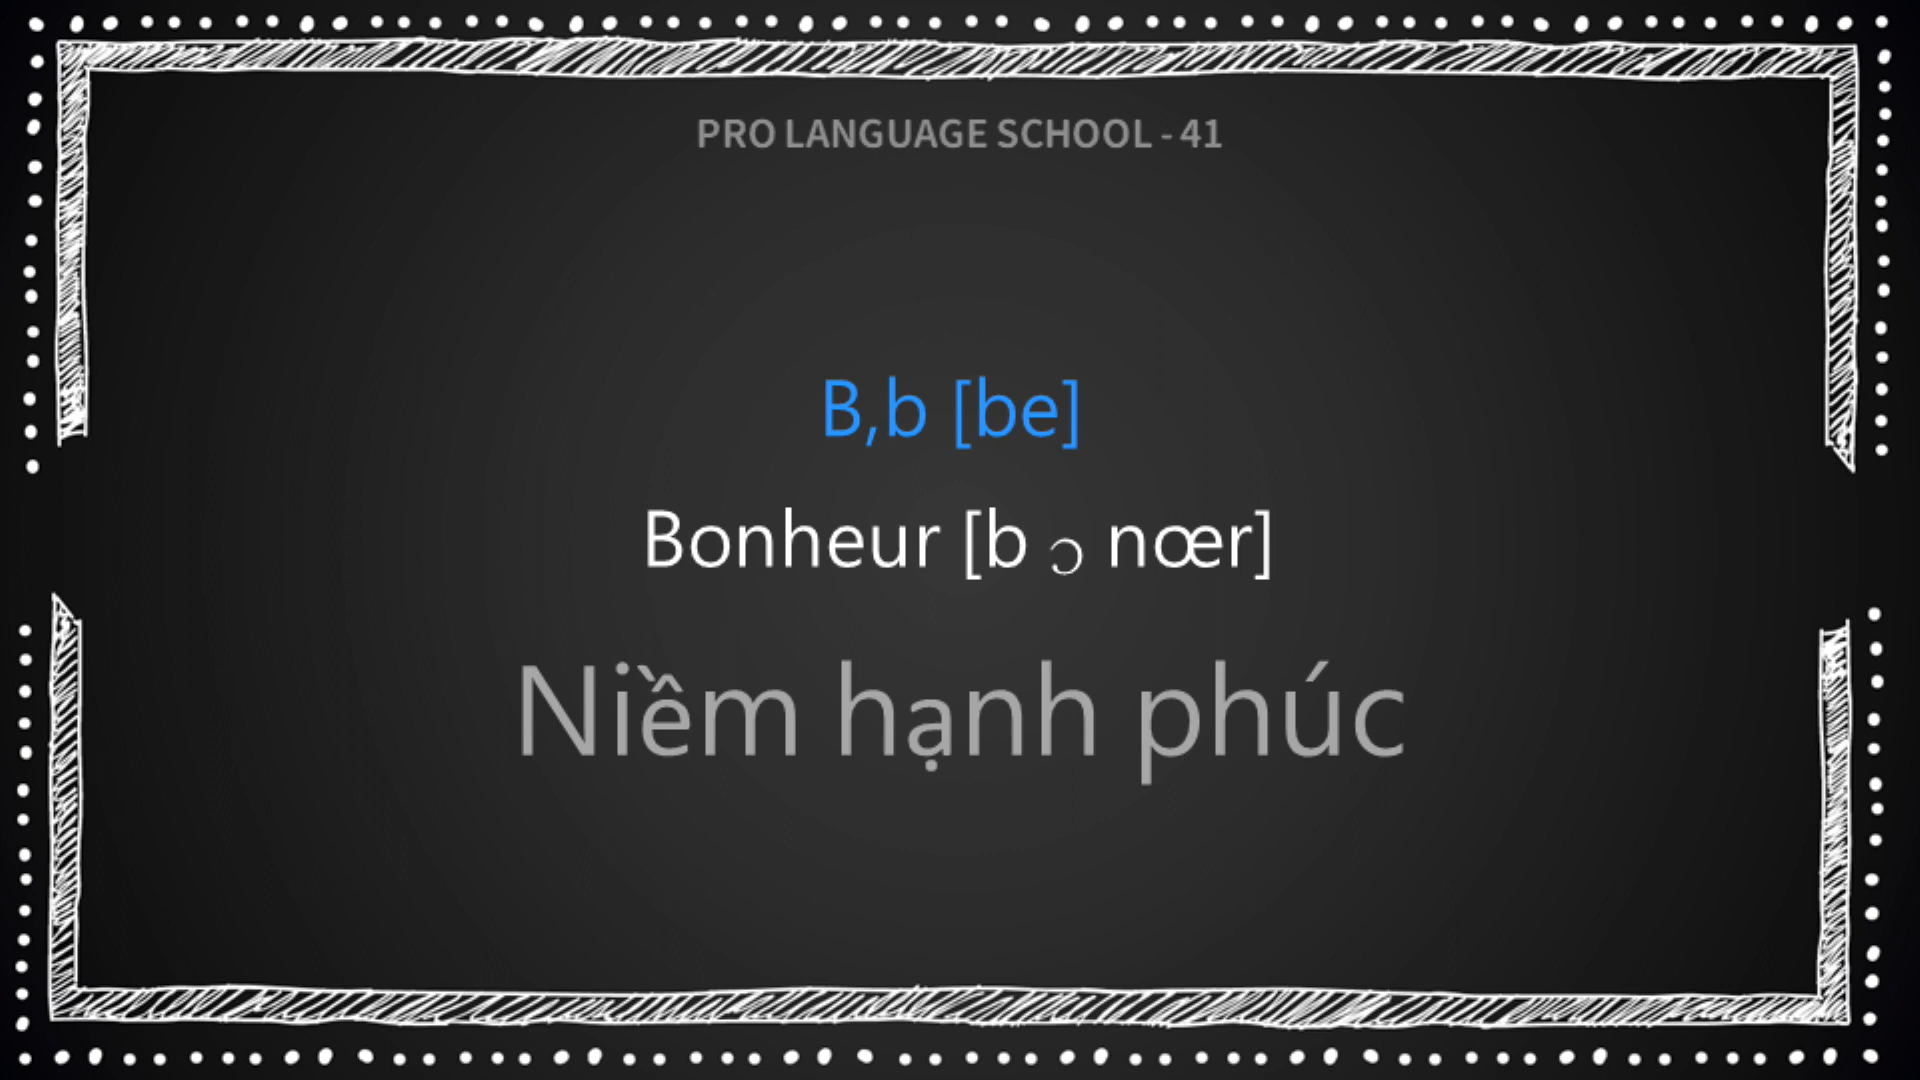 PRO LANGUAGE SCHOOL - 41
B,b [be]
Bonheur [b ɔ nœr]
Niềm hạnh phúc